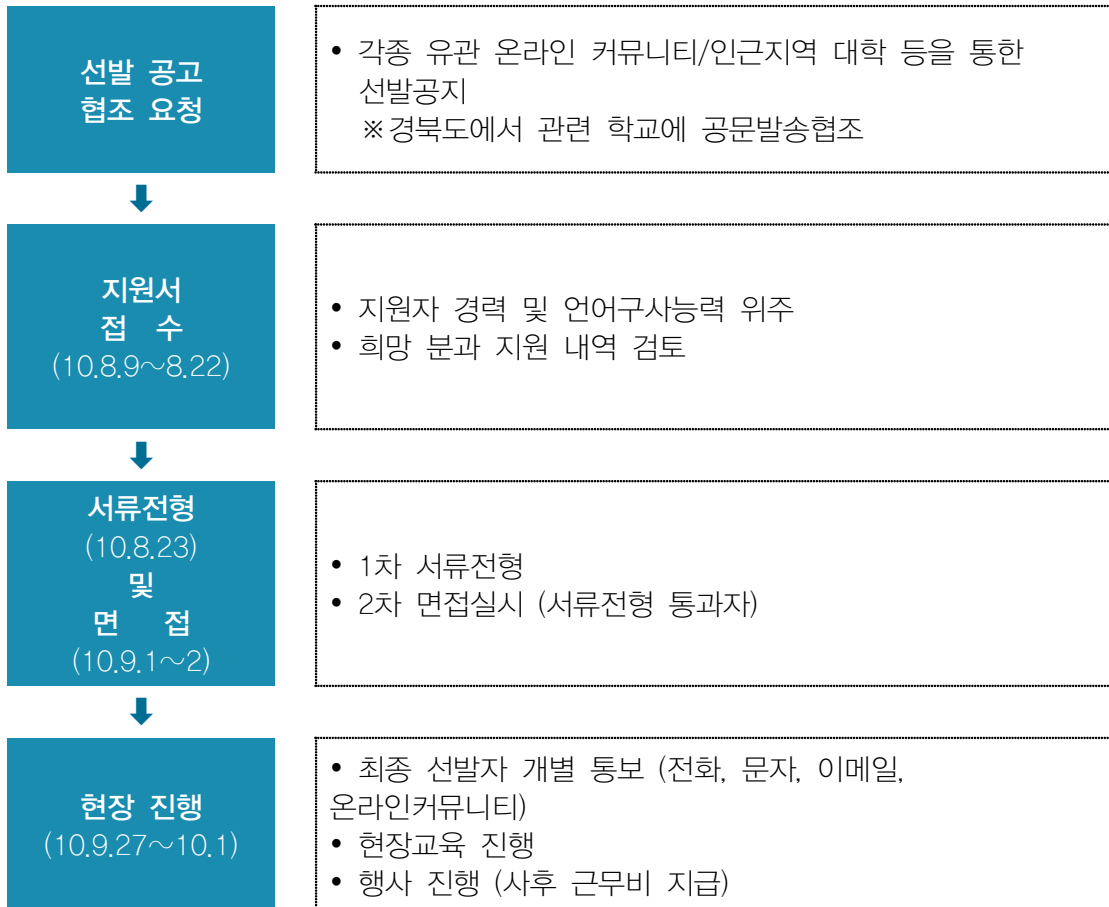 선발 공고
협조 요청
• 각종 유관 온라인 커뮤니티/인근지역 대학 등을 통한
선발공지
※경북도에서 관련 학교에 공문발송협조
지원서
접 수
(10.8.9~8.22)
• 지원자 경력 및 언어구사능력 위주
• 희망 분과 지원 내역 검토
서류전형
(10.8.23)
및
면 접
(10.9.1~2)
• 1차 서류전형
• 2차 면접실시 (서류전형 통과자)
현장 진행
(10.9.27~10.1)
• 최종 선발자 개별 통보 (전화, 문자, 이메일,
온라인커뮤니티)
• 현장교육 진행
• 행사 진행 (사후 근무비 지급)